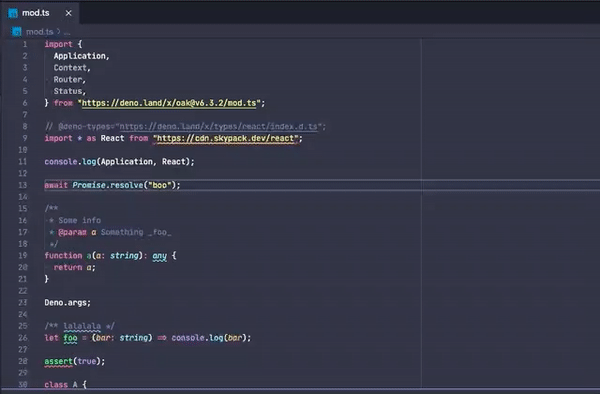 mod.ts ×
mod.ts › ...
1 import {
2 Application,
3 Context,
4 Router,
5 Status,
6 } from "https://deno.land/x/oak@v6.3.2/mod.ts";
7
8 // @deno-types="https://deno.land/x/types/react/index.d.ts";
9 import * as React from "https://cdn.skypack.dev/react";
10
11 console.log(Application, React);
12
13 await Promise.resolve("boo");
14
15 /**
16 * Some info
17 * @param a Something _foo_
18 */
19 function a(a: string): any {
20 return a;
21 }
22
23 Deno.args;
24
25 /** lalalala */
26 let foo = (bar: string) => console.log(bar);
27
28 assert(true);
29
30 class A {